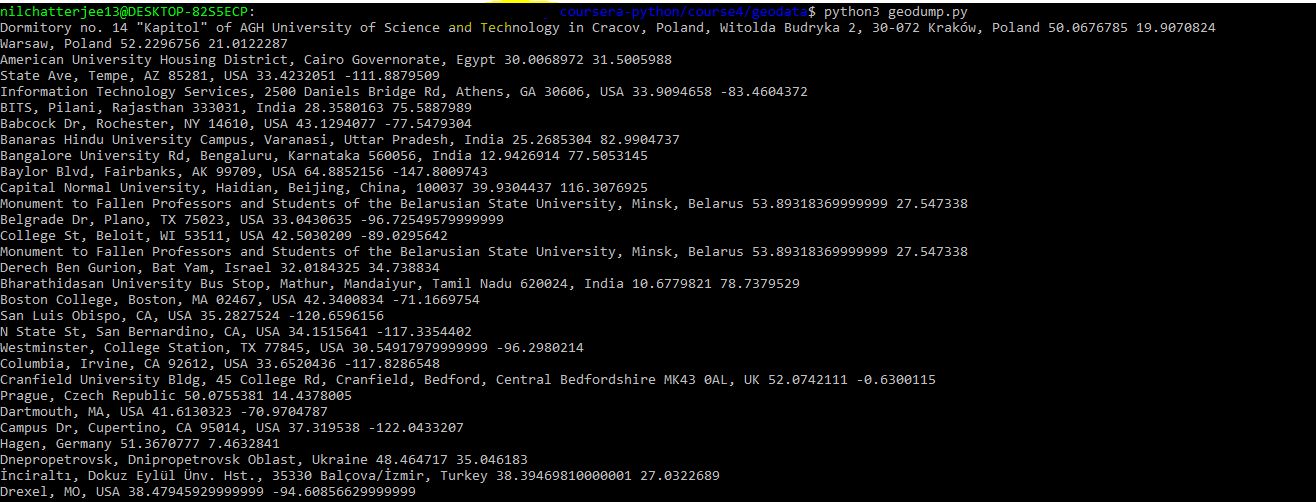 nilchatterjee13@DESKTOP-82S5ECP: coursera-python/course4/geodata$ python3 geodump.py
Dormitory no. 14 "Kapitol" of AGH University of Science and Technology in Cracov, Poland, Witolda Budryka 2, 30-072 Kraków, Poland 50.0676785 19.9070824
Warsaw, Poland 52.2296756 21.0122287
American University Housing District, Cairo Governorate, Egypt 30.0068972 31.5005988
State Ave, Tempe, AZ 85281, USA 33.4232051 -111.8879509
Information Technology Services, 2500 Daniels Bridge Rd, Athens, GA 30606, USA 33.9094658 -83.4604372
BITS, Pilani, Rajasthan 333031, India 28.3580163 75.5887989
Babcock Dr, Rochester, NY 14610, USA 43.1294077 -77.5479304
Banaras Hindu University Campus, Varanasi, Uttar Pradesh, India 25.2685304 82.9904737
Bangalore University Rd, Bengaluru, Karnataka 560056, India 12.9426914 77.5053145
Baylor Blvd, Fairbanks, AK 99709, USA 64.8852156 -147.8009743
Capital Normal University, Haidian, Beijing, China, 100037 39.9304437 116.3076925
Monument to Fallen Professors and Students of the Belarusian State University, Minsk, Belarus 53.89318369999999 27.547338
Belgrade Dr, Plano, TX 75023, USA 33.0430635 -96.72549579999999
College St, Beloit, WI 53511, USA 42.5030209 -89.0295642
Monument to Fallen Professors and Students of the Belarusian State University, Minsk, Belarus 53.89318369999999 27.547338
Derech Ben Gurion, Bat Yam, Israel 32.0184325 34.738834
Bharathidasan University Bus Stop, Mathur, Mandaiyur, Tamil Nadu 620024, India 10.6779821 78.7379529
Boston College, Boston, MA 02467, USA 42.3400834 -71.1669754
San Luis Obispo, CA, USA 35.2827524 -120.6596156
N State St, San Bernardino, CA, USA 34.1515641 -117.3354402
Westminster, College Station, TX 77845, USA 30.54917979999999 -96.2980214
Columbia, Irvine, CA 92612, USA 33.6520436 -117.8286548
Cranfield University Bldg, 45 College Rd, Cranfield, Bedford, Central Bedfordshire MK43 0AL, UK 52.0742111 -0.6300115
Prague, Czech Republic 50.0755381 14.4378005
Dartmouth, MA, USA 41.6130323 -70.9704787
Campus Dr, Cupertino, CA 95014, USA 37.319538 -122.0433207
Hagen, Germany 51.3670777 7.4632841
Dnepropetrovsk, Dnipropetrovsk Oblast, Ukraine 48.464717 35.046183
İnciraltı, Dokuz Eylül Ünv. Hst., 35330 Balçova/İzmir, Turkey 38.39469810000001 27.0322689
Drexel, MO, USA 38.47945929999999 -94.60856629999999